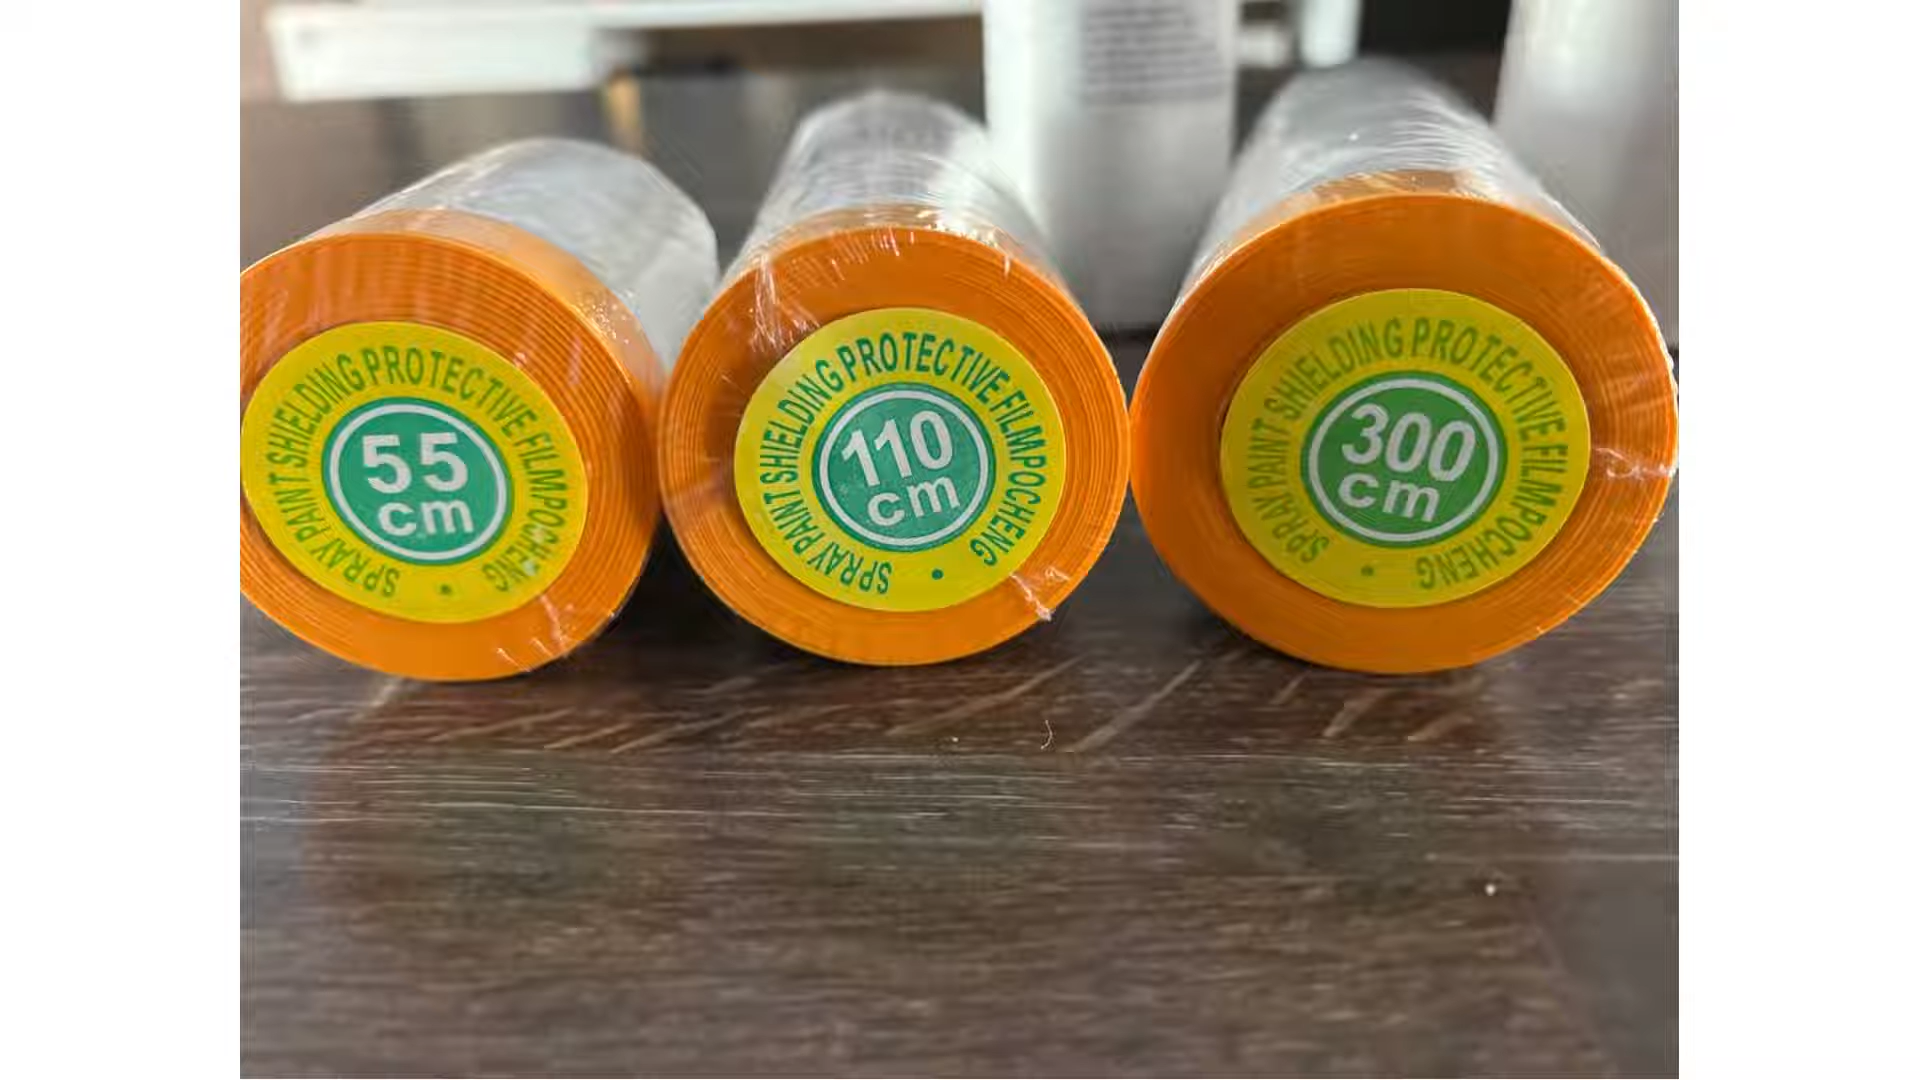 SPRAY PAINT SHIELDING PROTECTIVE FILMPOCHENG •
55
cm
SPRAY PAINT SHIELDING PROTECTIVE FILMPOCHENG •
110
cm
SPRAY PAINT SHIELDING PROTECTIVE FILMPOCHENG •
300
cm